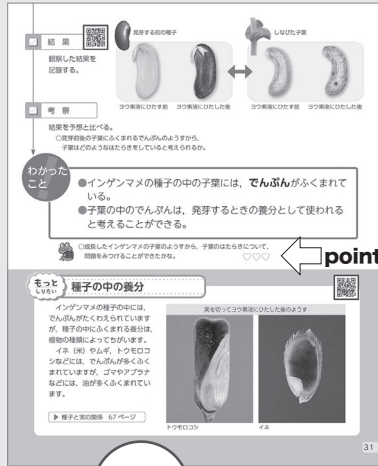 発芽する前の種子
しなびた子葉
結果
観察した結果を
記録する。
ヨウ素液にひたす前
ヨウ素液にひたした後
ヨウ素液にひたす前
ヨウ素液にひたした後
考察
結果を予想と比べる。
○発芽前後の子葉にふくまれるでんぷんのようすから、
子葉はどのようなはたらきをしていると考えられるか。
わかった
こと
●インゲンマメの種子の中の子葉には、でんぷんがふくまれて
いる。
●子葉の中のでんぷんは、発芽するときの養分として使われる
と考えることができる。
○成長したインゲンマメの子葉のようすから、子葉のはたらきについて、
問題をみつけることができたかな。
♡♡♡
point
もっと
しりたい
種子の中の養分
インゲンマメの種子の中には、
でんぷんがたくわえられています
が、種子の中にふくまれる養分は、
植物の種類によってちがいます。
イネ（米）やムギ、トウモロコ
シなどには、でんぷんが多くふく
まれていますが、ゴマやアブラナ
などには、油が多くふくまれてい
ます。
▶ 種子と実の関係 67ページ
実を切ってヨウ素液にひたした後のようす
トウモロコシ
イネ
31